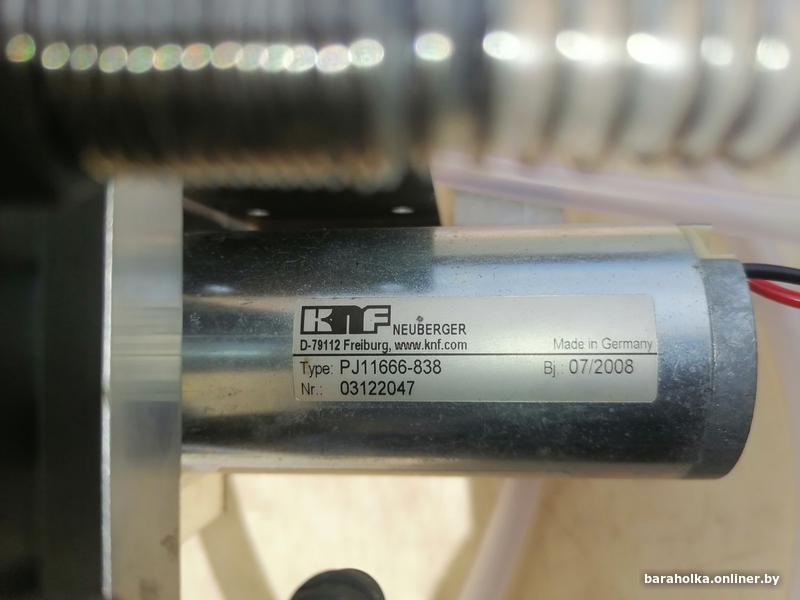 KNF NEUBERGER
D-79112 Freiburg, www.knf.com Made in Germany
Type: PJ11666-838 Bj : 07/2008
Nr.: 03122047
baraholka.onliner.by